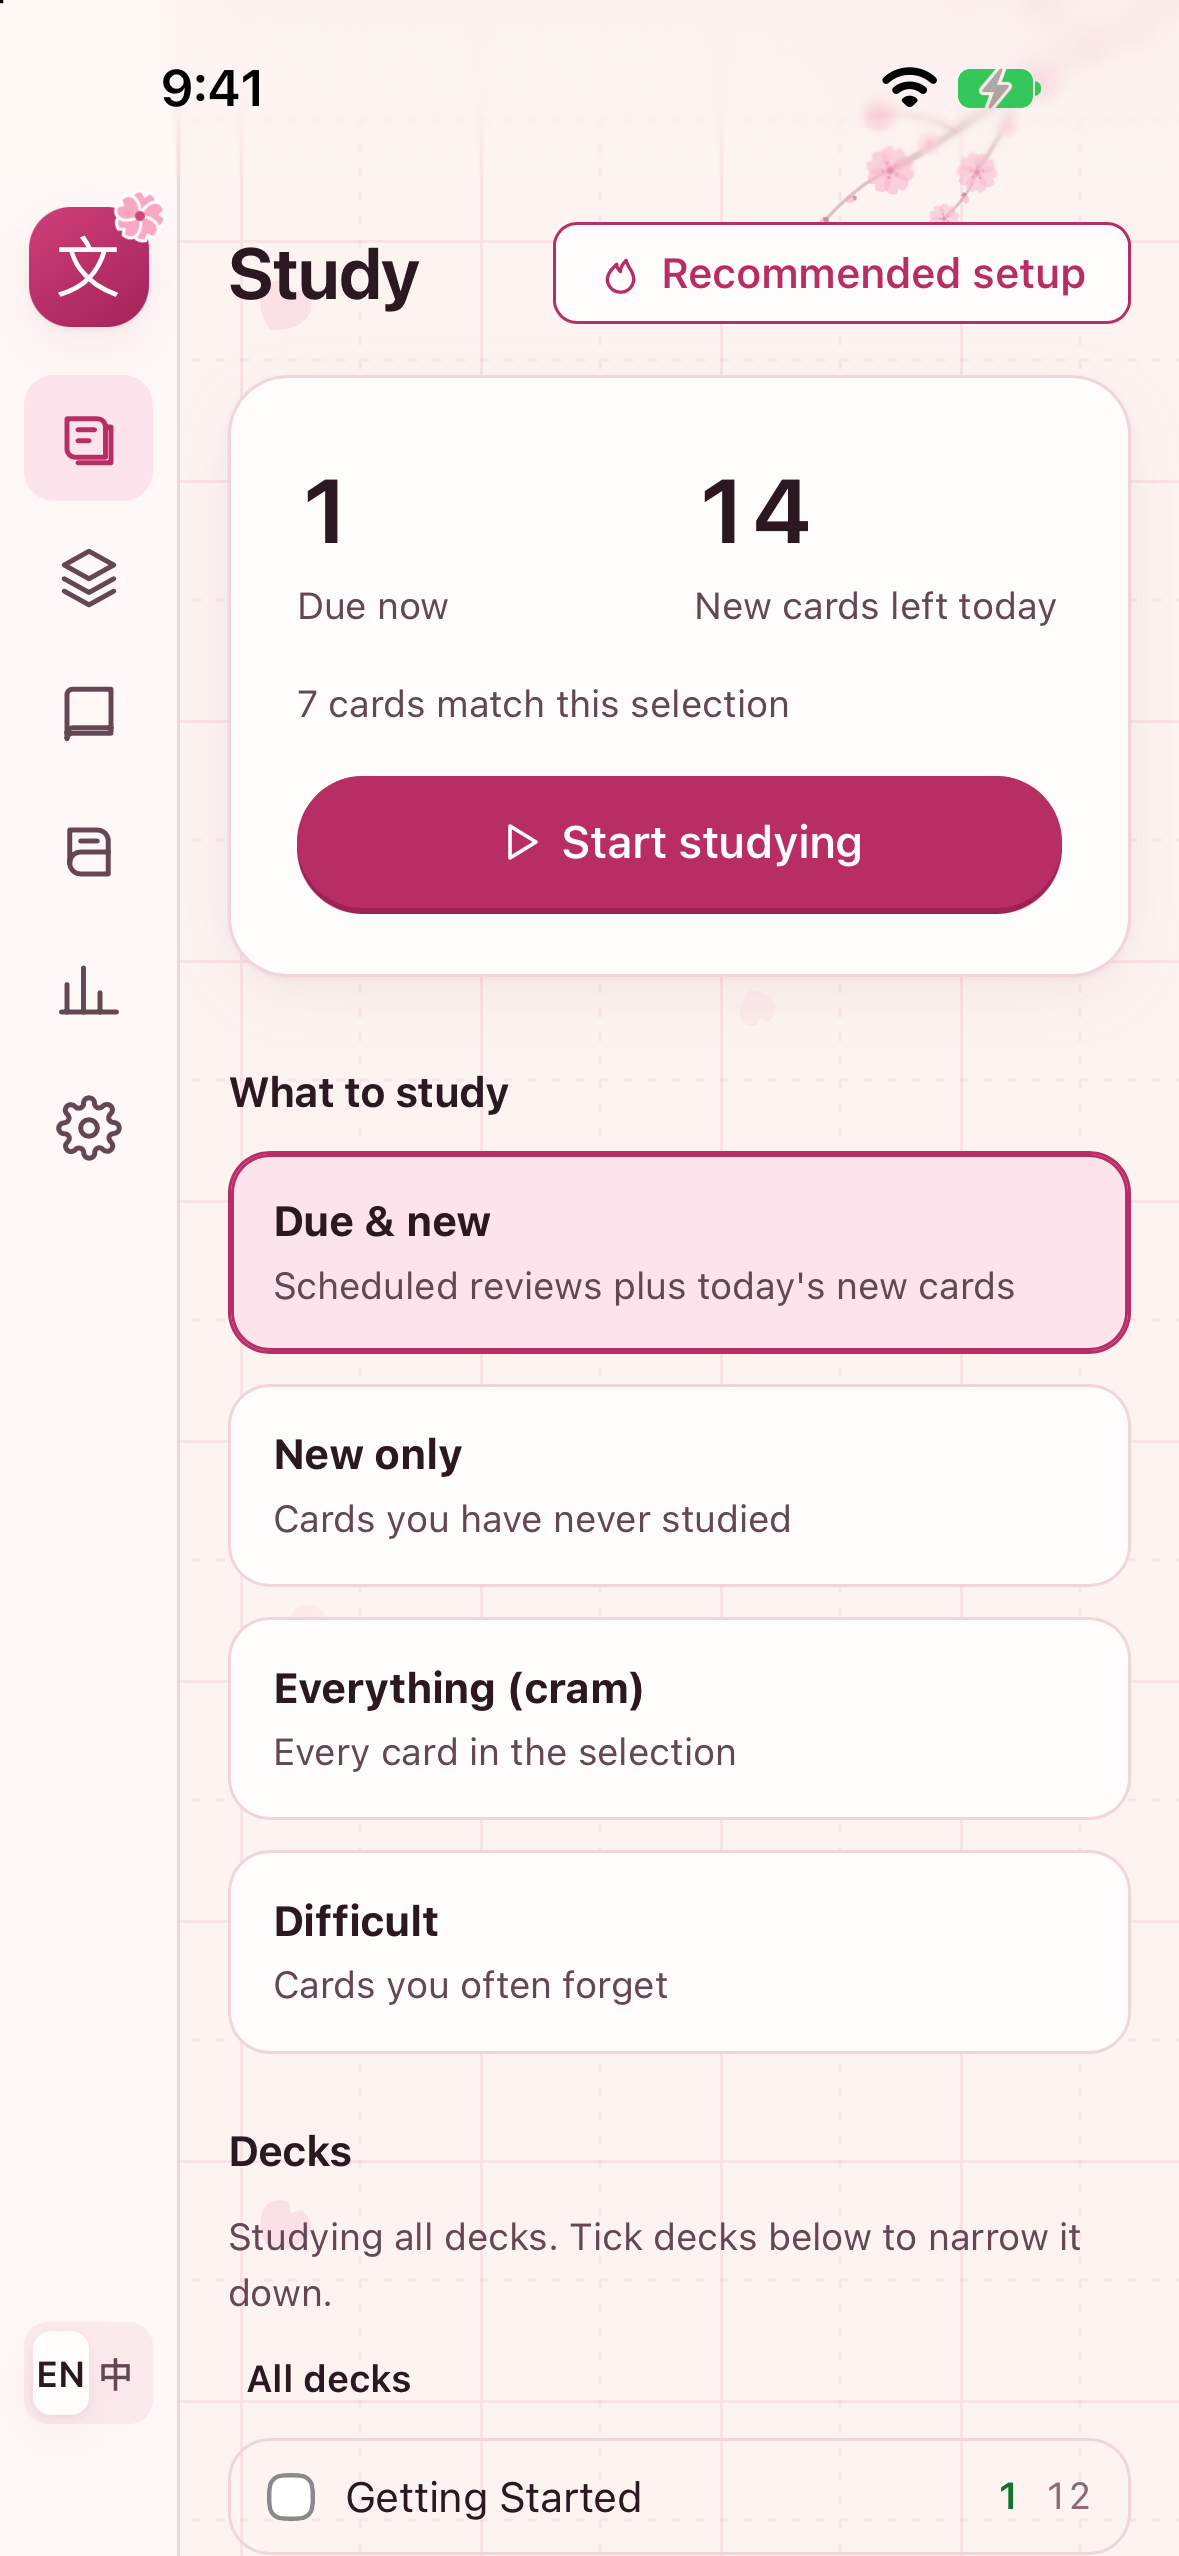 9:41
文
Study
Recommended setup
1
14
Due now
New cards left today
7 cards match this selection
Start studying
What to study
Due & new
Scheduled reviews plus today's new cards
New only
Cards you have never studied
Everything (cram)
Every card in the selection
Difficult
Cards you often forget
Decks
Studying all decks. Tick decks below to narrow it
down.
EN 中
All decks
Getting Started 1 12